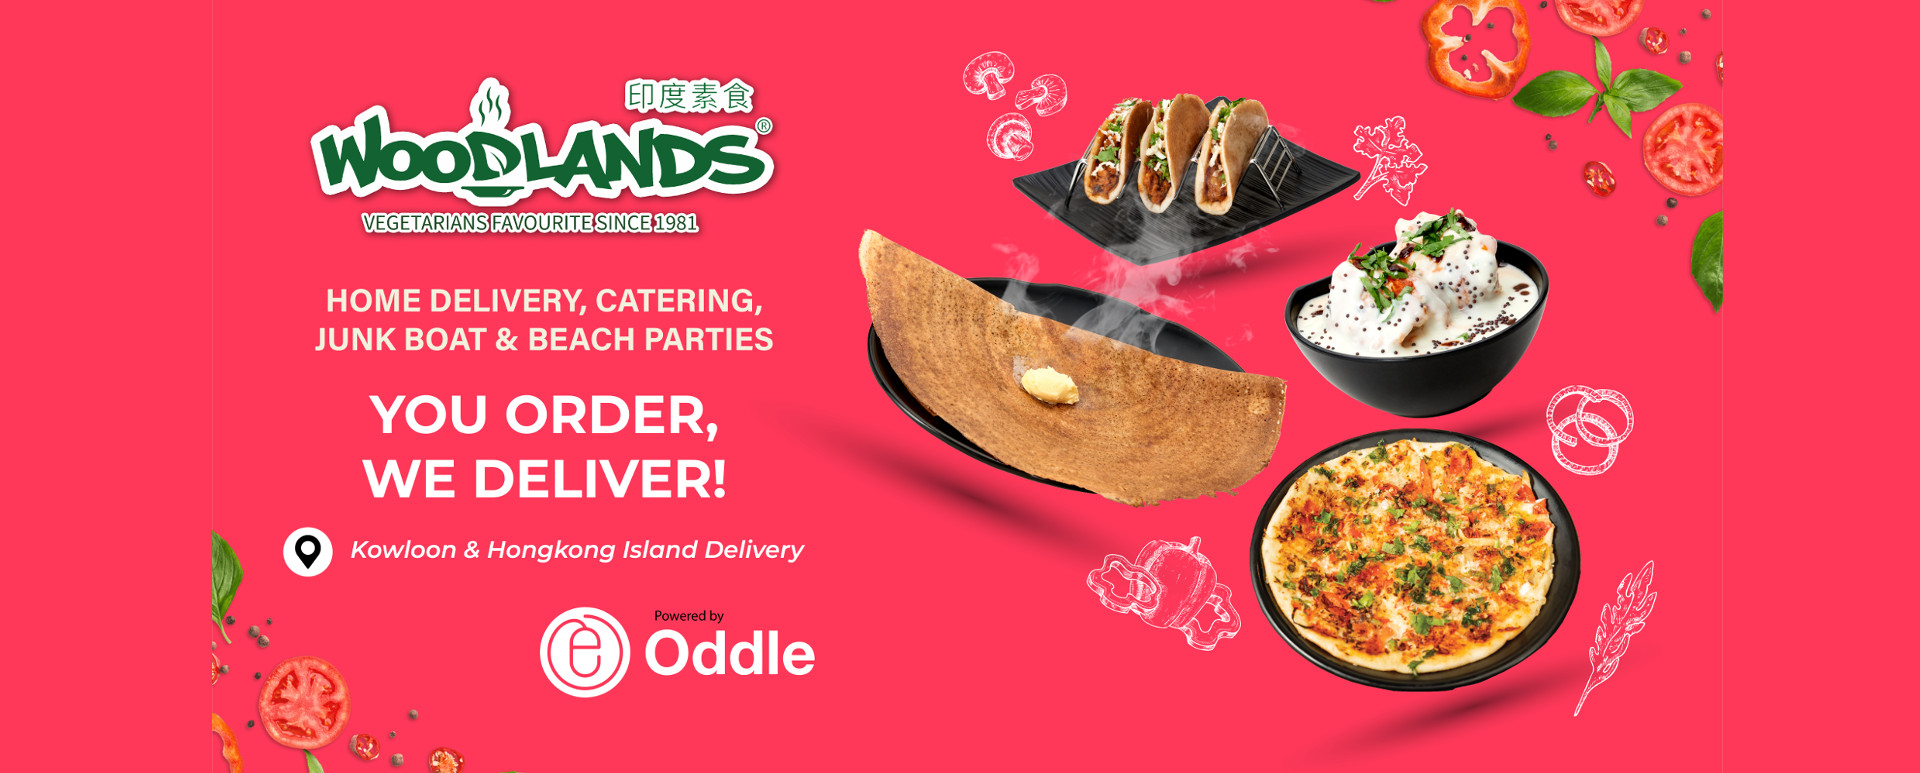 印度素食
WOODLANDS®
VEGETARIANS FAVOURITE SINCE 1981
HOME DELIVERY, CATERING,
JUNK BOAT & BEACH PARTIES
YOU ORDER,
WE DELIVER!
Kowloon & Hongkong Island Delivery
Powered by
Oddle